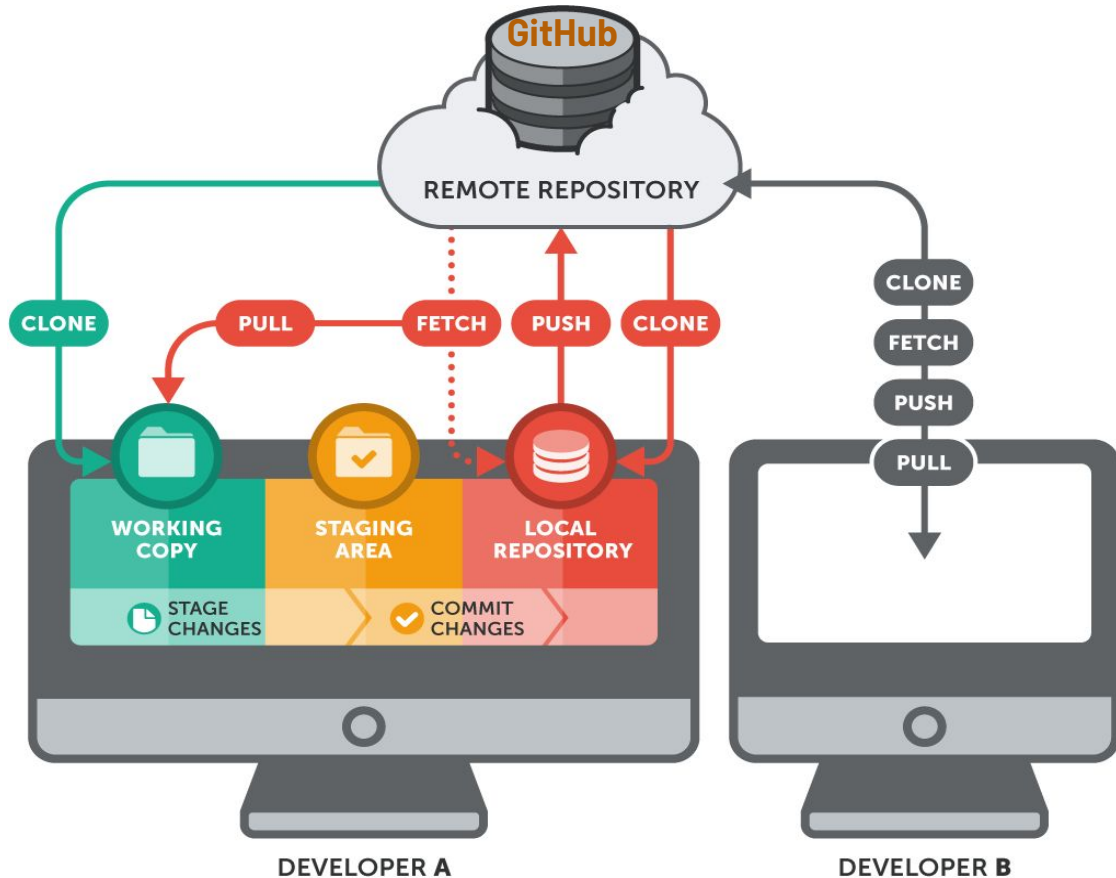 GitHub
REMOTE REPOSITORY
CLONE
PULL
FETCH
PUSH
CLONE
CLONE
FETCH
PUSH
PULL
WORKING
COPY
STAGING
AREA
LOCAL
REPOSITORY
STAGE
CHANGES
COMMIT
CHANGES
DEVELOPER A
DEVELOPER B